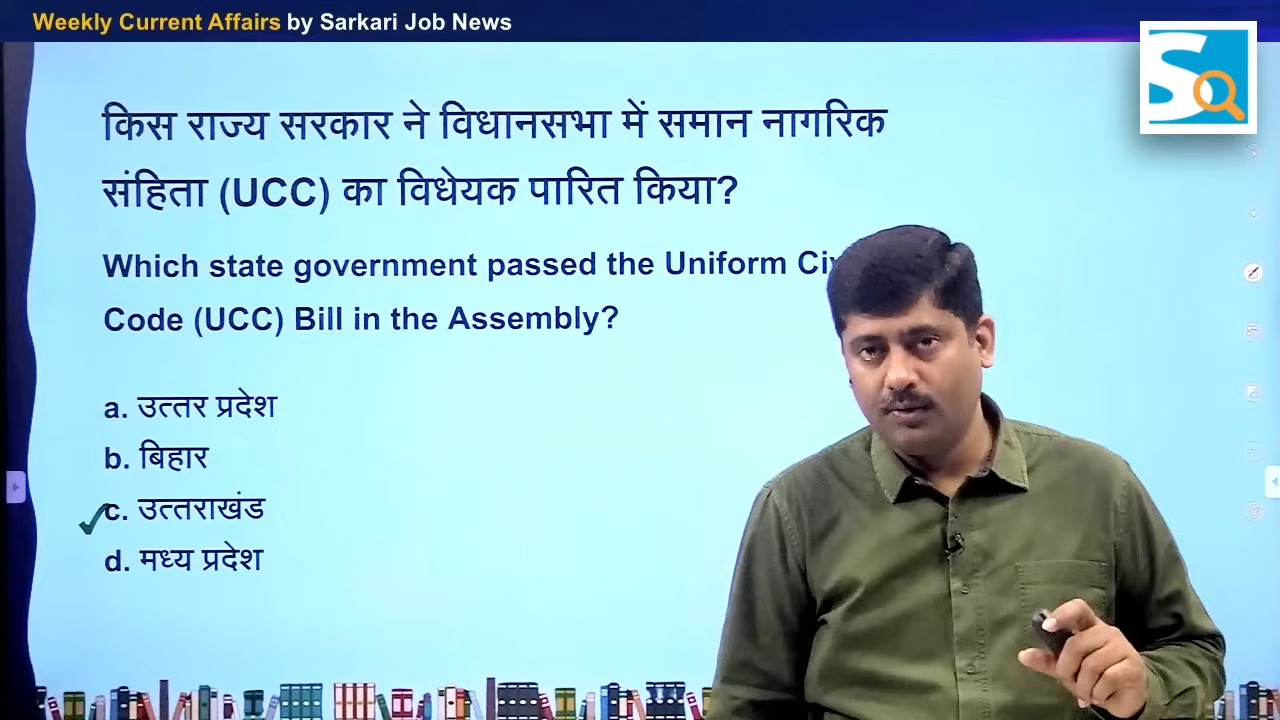 Weekly Current Affairs by Sarkari Job News
किस राज्य सरकार ने विधानसभा में समान नागरिक
संहिता (UCC) का विधेयक पारित किया?
Which state government passed the Uniform
Code (UCC) Bill in the Assembly?
a. उत्तर प्रदेश
b. बिहार
c. उत्तराखंड
d. मध्य प्रदेश